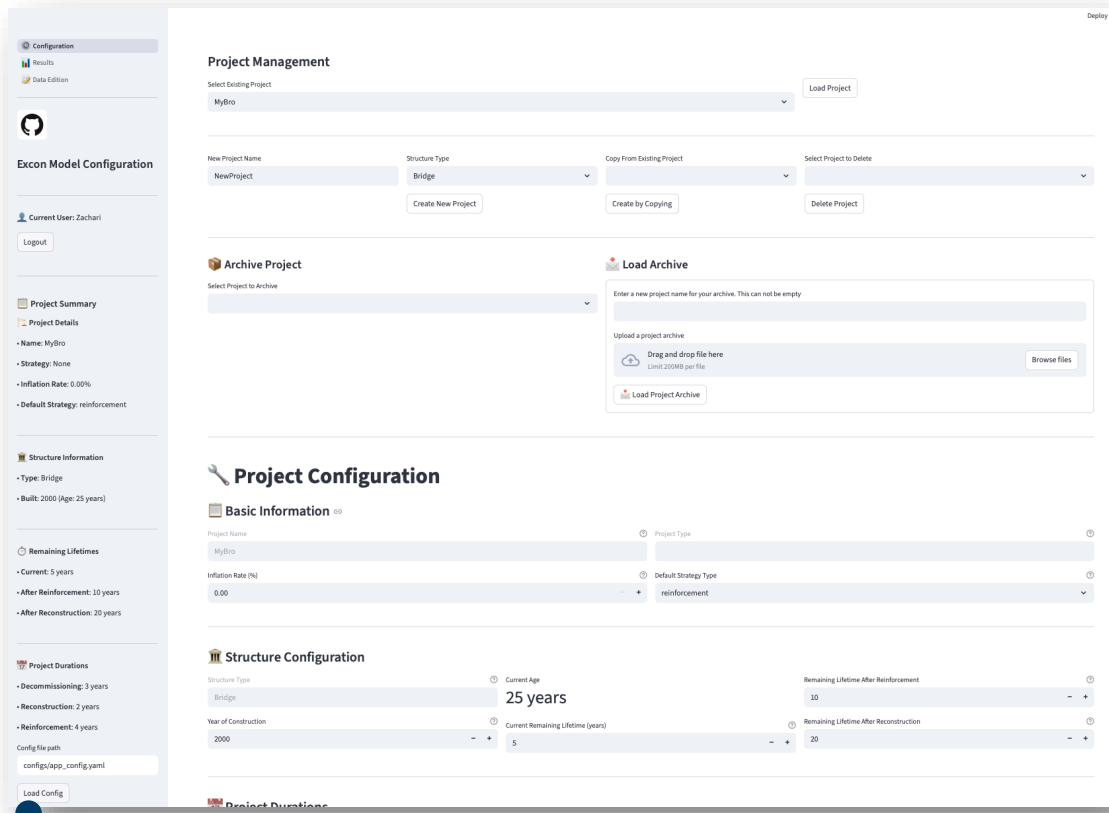 Deploy
Configuration
Results
Data Edition
Excon Model Configuration
Current User: Zachari
Logout
Project Summary
Project Details
• Name: MyBro
• Strategy: None
• Inflation Rate: 0.00%
• Default Strategy: reinforcement
Structure Information
• Type: Bridge
• Built: 2000 (Age: 25 years)
Remaining Lifetimes
• Current: 5 years
• After Reinforcement: 10 years
• After Reconstruction: 20 years
Project Durations
• Decommissioning: 3 years
• Reconstruction: 2 years
• Reinforcement: 4 years
Config file path
configs/app_config.yaml
Load Config
Project Management
Select Existing Project
MyBro
Load Project
New Project Name
NewProject
Structure Type
Bridge
Create New Project
Copy From Existing Project
Create by Copying
Select Project to Delete
Delete Project
Archive Project
Select Project to Archive
Load Archive
Enter a new project name for your archive. This can not be empty
Upload a project archive
Drag and drop file here
Limit 200MB per file
Browse files
Load Project Archive
Project Configuration
Basic Information
Project Name
MyBro
Project Type
Inflation Rate (%)
0.00
- +
Default Strategy Type
reinforcement
Structure Configuration
Structure Type
Bridge
Year of Construction
2000
- +
Current Age
25 years
Current Remaining Lifetime (years)
5
- +
Remaining Lifetime After Reinforcement
10
- +
Remaining Lifetime After Reconstruction
20
- +
Project Durations